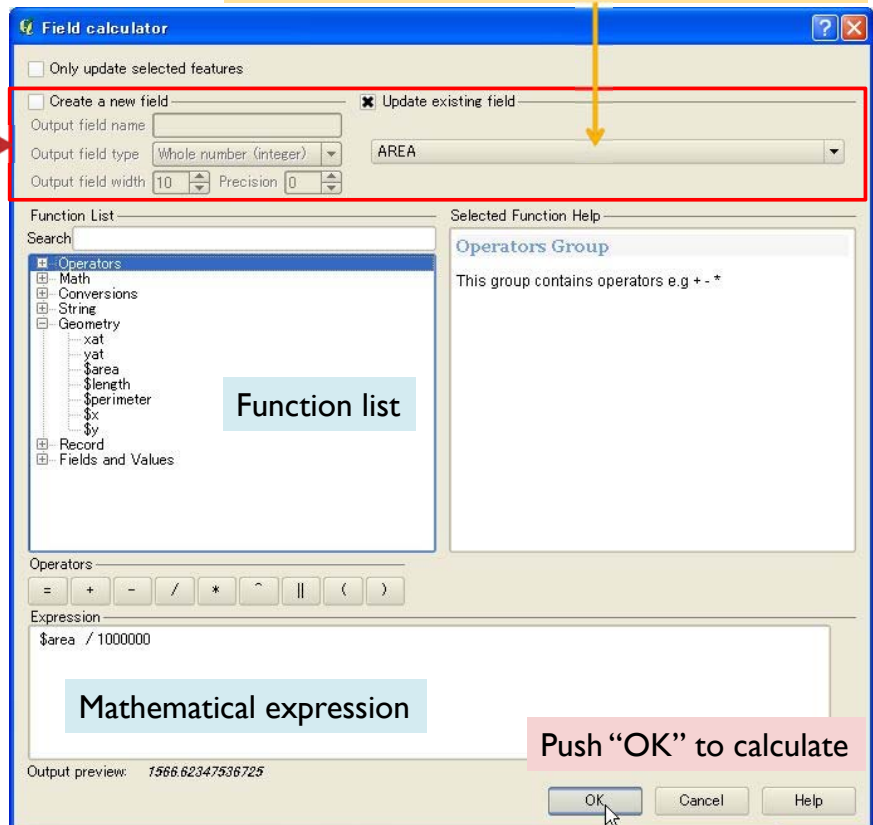 Field calculator
Only update selected features
Create a new field
Update existing field
Output field name
Output field type Whole number (integer)
AREA
Output field width 10 Precision 0
Function List
Selected Function Help
Search
Operators
Math
Conversions
String
Geometry
xat
yat
$area
$length
$perimeter
$x
$y
Record
Fields and Values
Function list
Operators Group
This group contains operators e.g + - *
Operators
= + - / * ^ || ( )
Expression
$area / 1000000
Mathematical expression
Push “OK” to calculate
Output preview: 1566.62347536725
OK Cancel Help